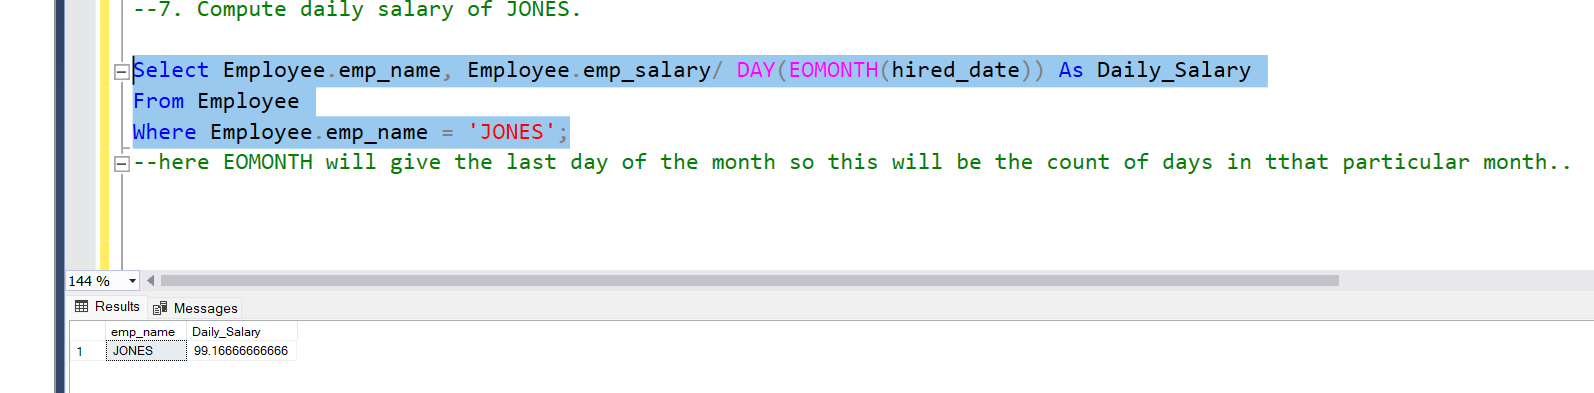 --7. Compute daily salary of JONES.
Select Employee.emp_name, Employee.emp_salary/ DAY(EOMONTH(hired_date)) As Daily_Salary
From Employee
Where Employee.emp_name = 'JONES';
--here EOMONTH will give the last day of the month so this will be the count of days in tthat particular month..
144 %
Results Messages
emp_name Daily_Salary
1 JONES 99.16666666666